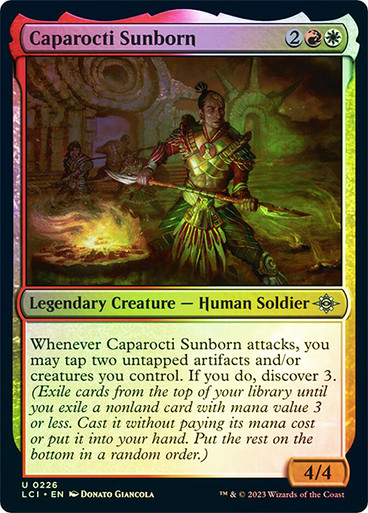 Caparocti Sunborn 2
Legendary Creature — Human Soldier
Whenever Caparocti Sunborn attacks, you
may tap two untapped artifacts and/or
creatures you control. If you do, discover 3.
(Exile cards from the top of your library until
you exile a nonland card with mana value 3
or less. Cast it without paying its mana cost
or put it into your hand. Put the rest on the
bottom in a random order.)
4/4
U 0226
LCI • EN Donato Giancola ™ & © 2023 Wizards of the Coast